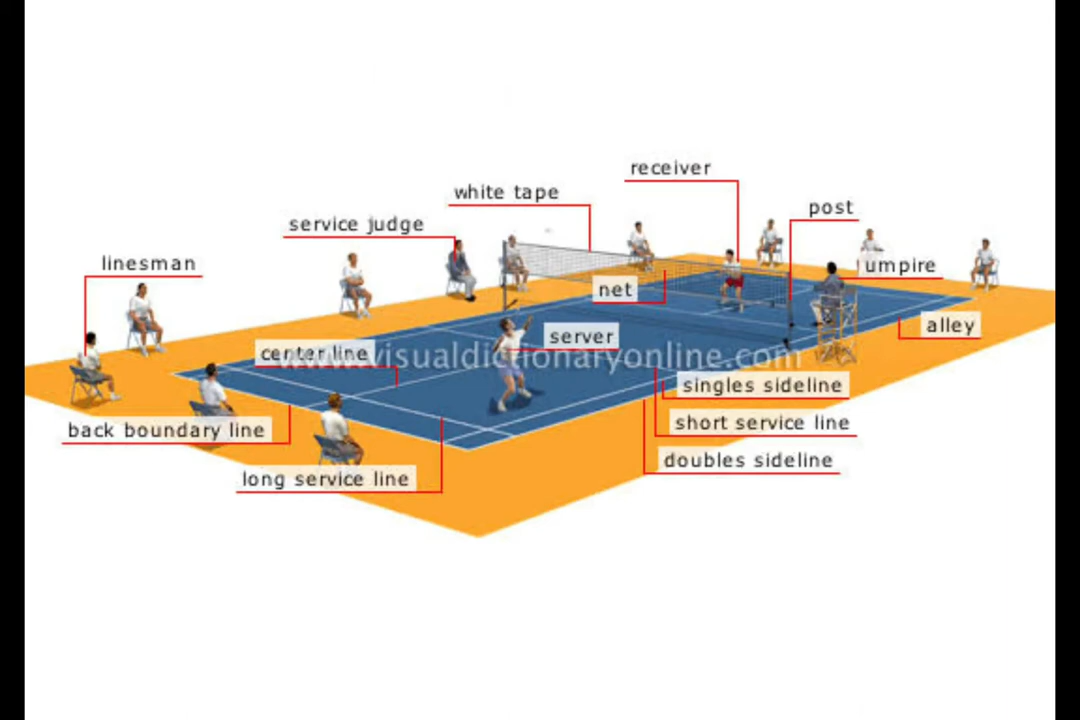 receiver
white tape
post
service judge
linesman
umpire
net
alley
server
center line
www.visualdictionaryonline.com
singles sideline
short service line
back boundary line
doubles sideline
long service line